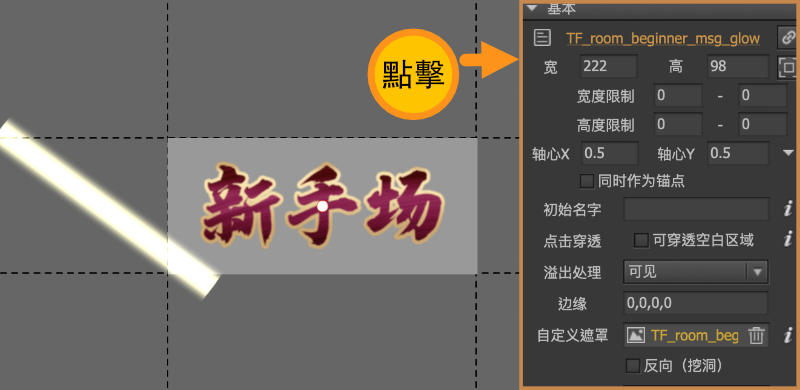 基本
TF_room_beginner_msg_glow
宽 222 高 98
宽度限制 0 - 0
高度限制 0 - 0
轴心X 0.5 轴心Y 0.5
同时作为锚点
初始名字
点击穿透 可穿透空白区域
溢出处理 可见
边缘 0,0,0,0
自定义遮罩 TF_room_beg
反向（挖洞）
點擊
新手场